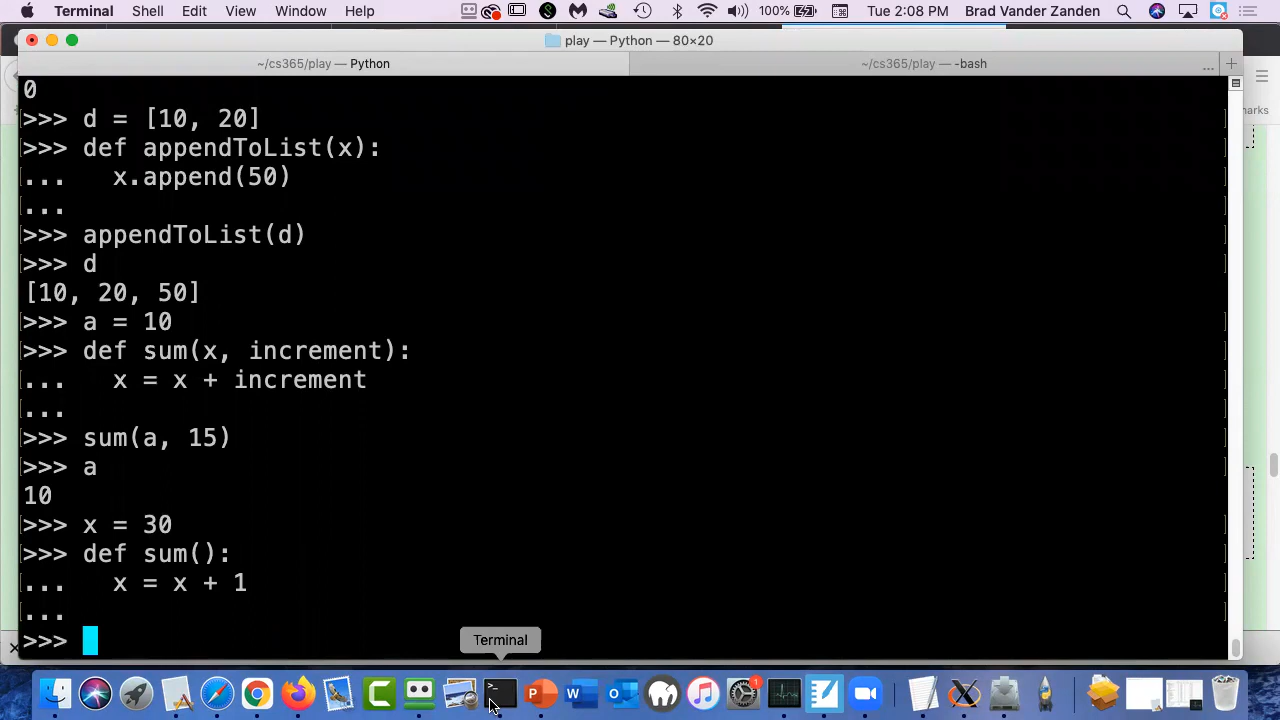 Terminal Shell Edit View Window Help 100% Tue 2:08 PM Brad Vander Zanden
play — Python — 80×20
~/cs365/play — Python ~/cs365/play — -bash ... +
arks
0
>>> d = [10, 20]
>>> def appendToList(x):
... x.append(50)
...
>>> appendToList(d)
>>> d
[10, 20, 50]
>>> a = 10
>>> def sum(x, increment):
... x = x + increment
...
>>> sum(a, 15)
>>> a
10
>>> x = 30
>>> def sum():
... x = x + 1
...
>>>
Terminal
1